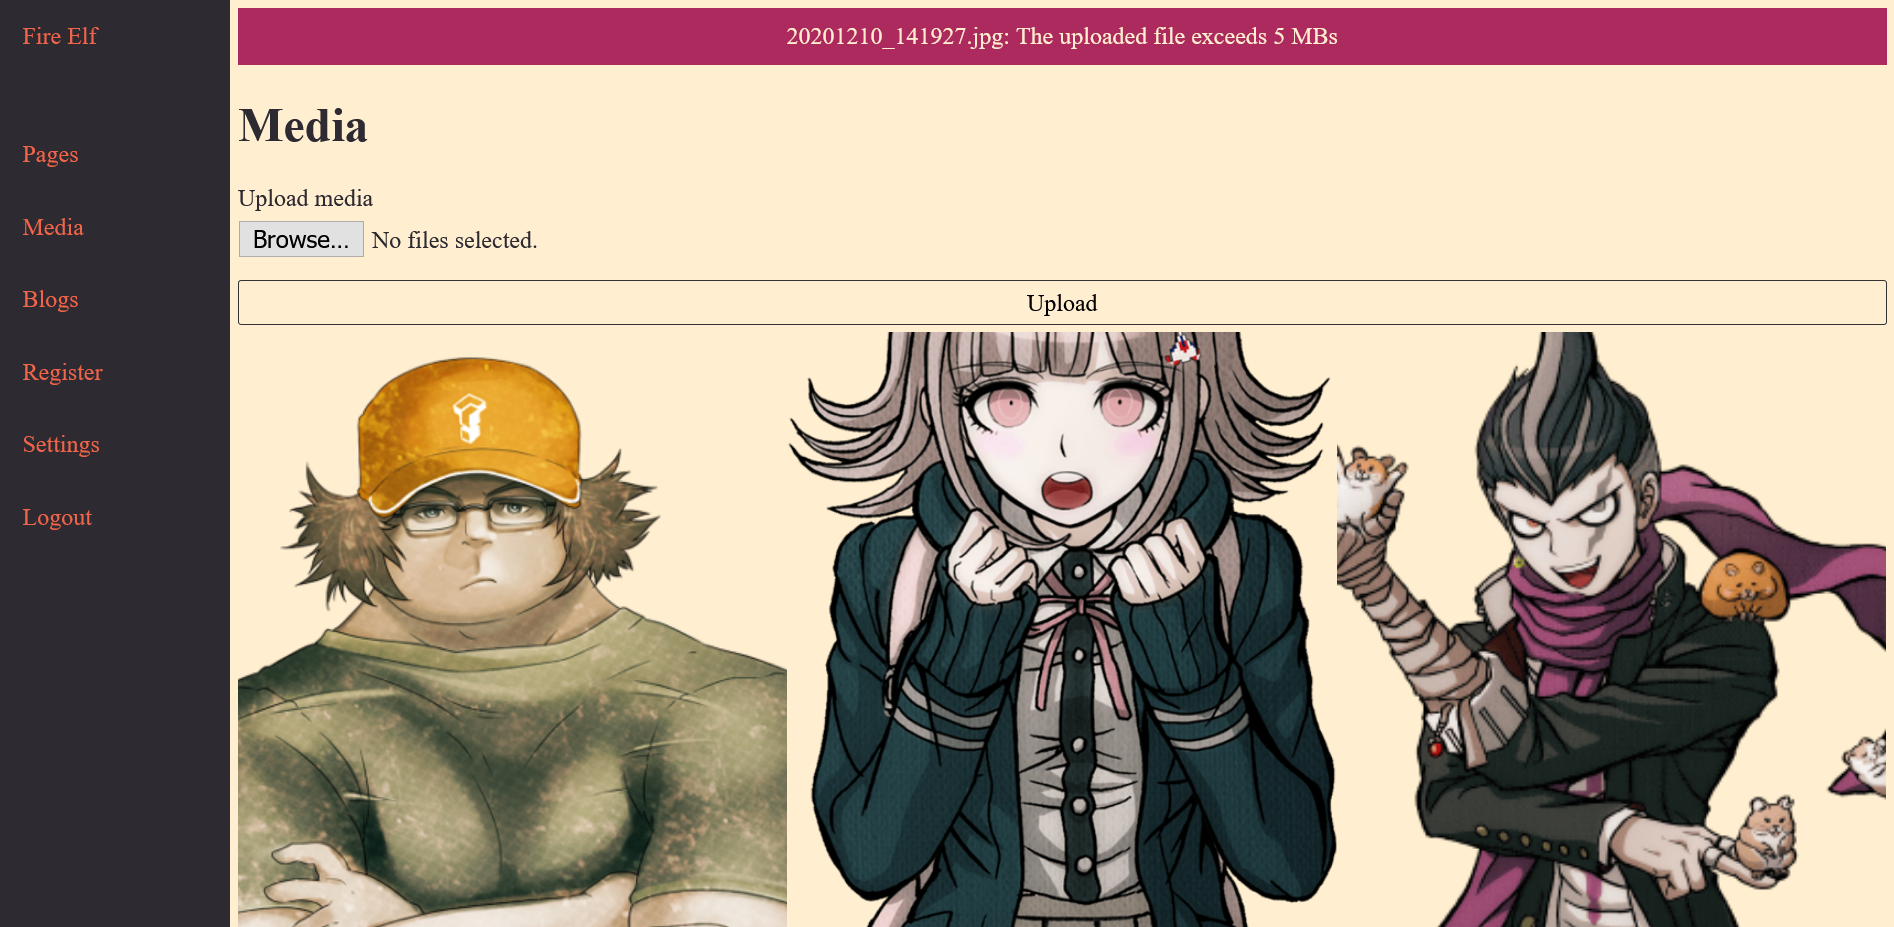 Fire Elf
20201210_141927.jpg: The uploaded file exceeds 5 MBs
Pages
Media
Blogs
Register
Settings
Logout
Media
Upload media
Browse... No files selected.
Upload